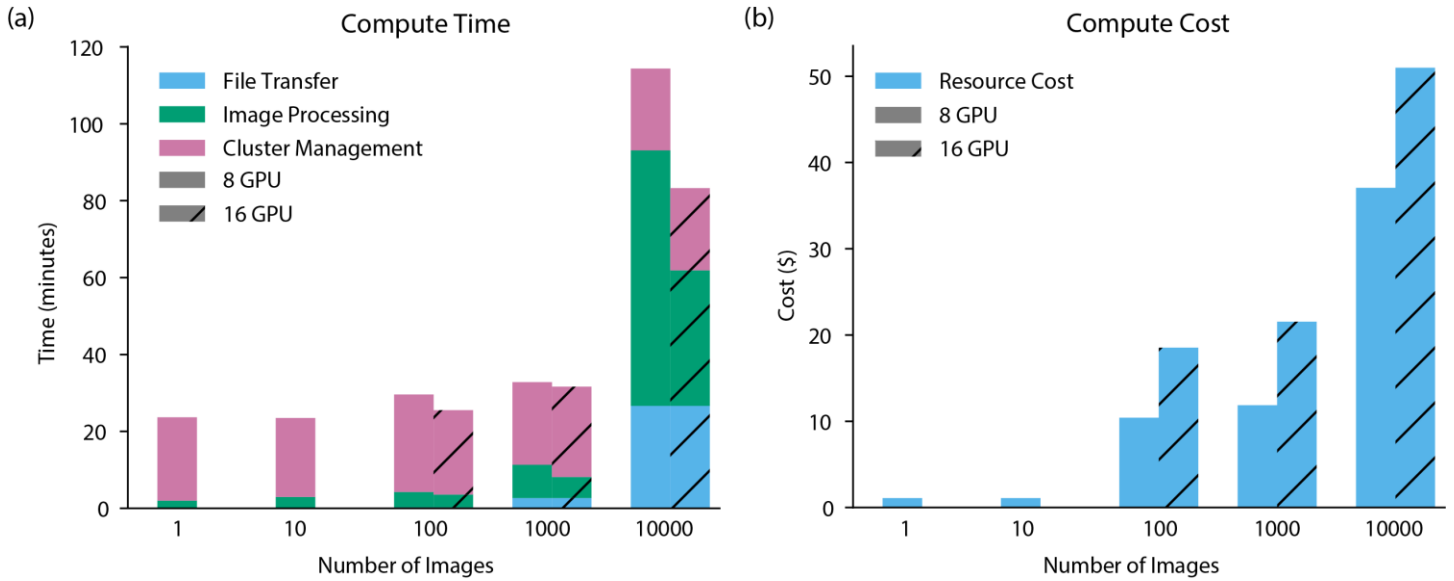 (a)
Compute Time
120
100
80
60
40
20
0
Time (minutes)
File Transfer
Image Processing
Cluster Management
8 GPU
16 GPU
1 10 100 1000 10000
Number of Images
(b)
Compute Cost
50
40
30
20
10
0
Cost ($)
Resource Cost
8 GPU
16 GPU
1 10 100 1000 10000
Number of Images